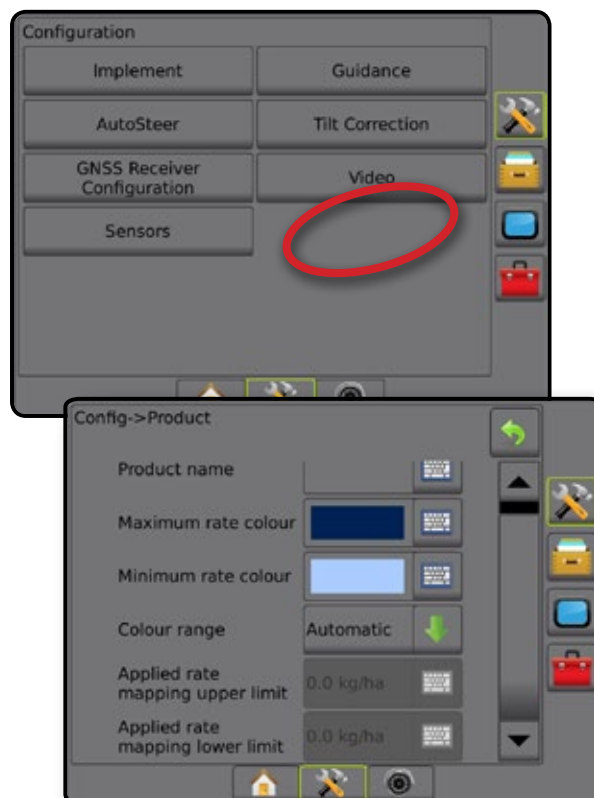 Configuration
Implement
Guidance
AutoSteer
Tilt Correction
GNSS Receiver
Configuration
Video
Sensors
Config->Product
Product name
Maximum rate colour
Minimum rate colour
Colour range
Automatic
Applied rate
mapping upper limit
0.0 kg/ha
Applied rate
mapping lower limit
0.0 kg/ha